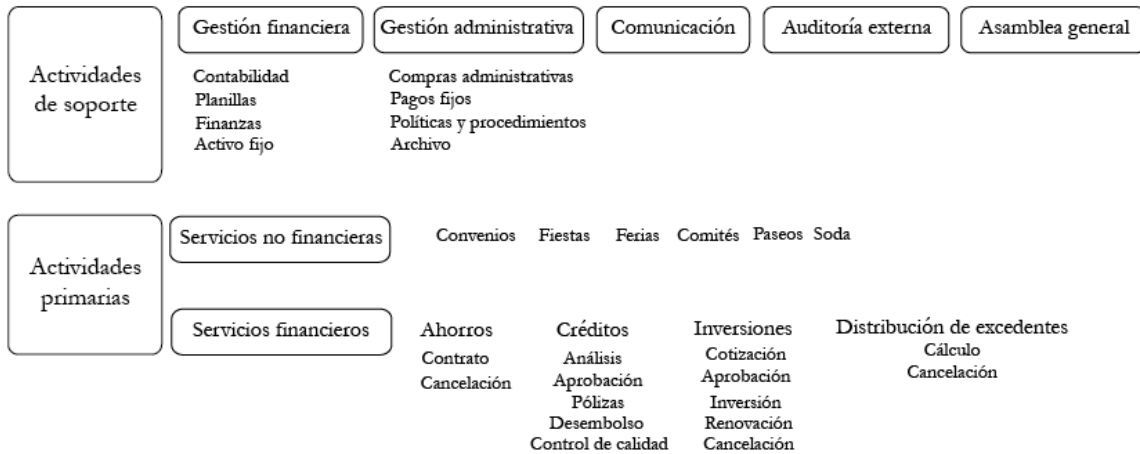 Actividades
de soporte
Gestión financiera
Gestión administrativa
Comunicación
Auditoría externa
Asamblea general
Contabilidad
Planillas
Finanzas
Activo fijo
Compras administrativas
Pagos fijos
Políticas y procedimientos
Archivo
Actividades
primarias
Servicios no financieras
Convenios Fiestas Ferias Comités Paseos Soda
Servicios financieros
Ahorros
Contrato
Cancelación
Créditos
Análisis
Aprobación
Pólizas
Desembolso
Control de calidad
Inversiones
Cotización
Aprobación
Inversión
Renovación
Cancelación
Distribución de excedentes
Cálculo
Cancelación